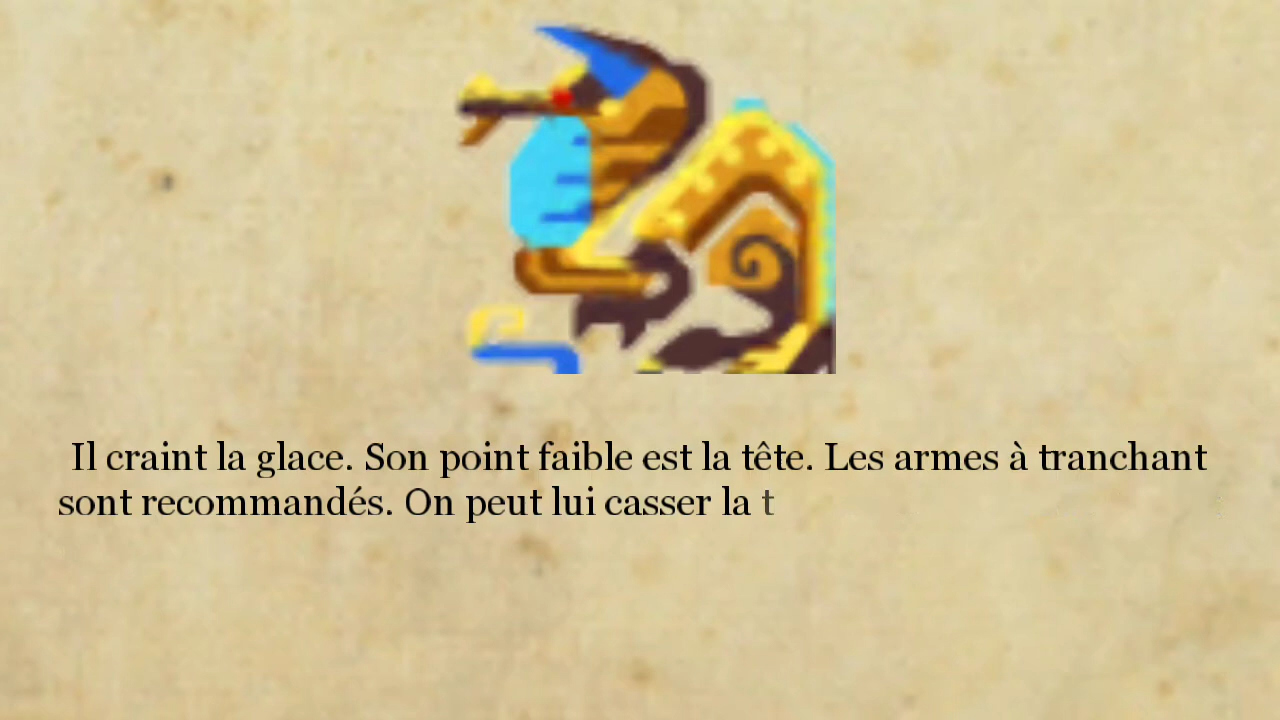 Il craint la glace. Son point faible est la tête. Les armes à tranchant
sont recommandés. On peut lui casser la t